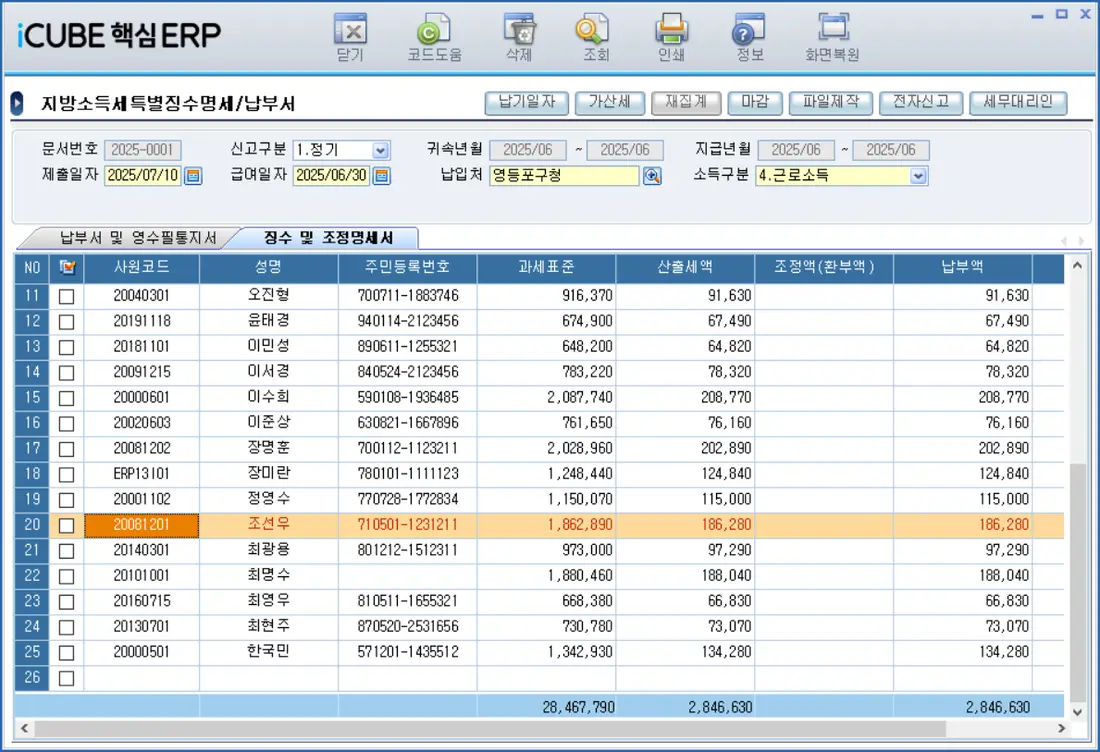 iCUBE 핵심ERP
닫기 코드도움 삭제 조회 인쇄 정보 화면복원
지방소득세특별징수명세/납부서
납기일자 가산세 재집계 마감 파일제작 전자신고 세무대리인
문서번호 2025-0001 신고구분 1.정기 귀속년월 2025/06 ~ 2025/06 지급년월 2025/06 ~ 2025/06
제출일자 2025/07/10 급여일자 2025/06/30 납입처 영등포구청 소득구분 4.근로소득
납부서 및 영수필통지서 징수 및 조정명세서
NO 사원코드 성명 주민등록번호 과세표준 산출세액 조정액(환부액) 납부액
11 20040301 오진형 700711-1883746 916,370 91,630 91,630
12 20191118 윤태경 940114-2123456 674,900 67,490 67,490
13 20181101 이민성 890611-1255321 648,200 64,820 64,820
14 20091215 이서경 840524-2123456 783,220 78,320 78,320
15 20000601 이수희 590108-1936485 2,087,740 208,770 208,770
16 20020603 이준상 630821-1667896 761,650 76,160 76,160
17 20081202 장명훈 700112-1123211 2,028,960 202,890 202,890
18 ERP13I01 장미란 780101-1111123 1,248,440 124,840 124,840
19 20001102 정영수 770728-1772834 1,150,070 115,000 115,000
20 20081201 조선우 710501-1231211 1,862,890 186,280 186,280
21 20140301 최광용 801212-1512311 973,000 97,290 97,290
22 20101001 최명수 1,880,460 188,040 188,040
23 20160715 최영우 810511-1655321 668,380 66,830 66,830
24 20130701 최현주 870520-2531656 730,780 73,070 73,070
25 20000501 한국민 571201-1435512 1,342,930 134,280 134,280
26
28,467,790 2,846,630 2,846,630